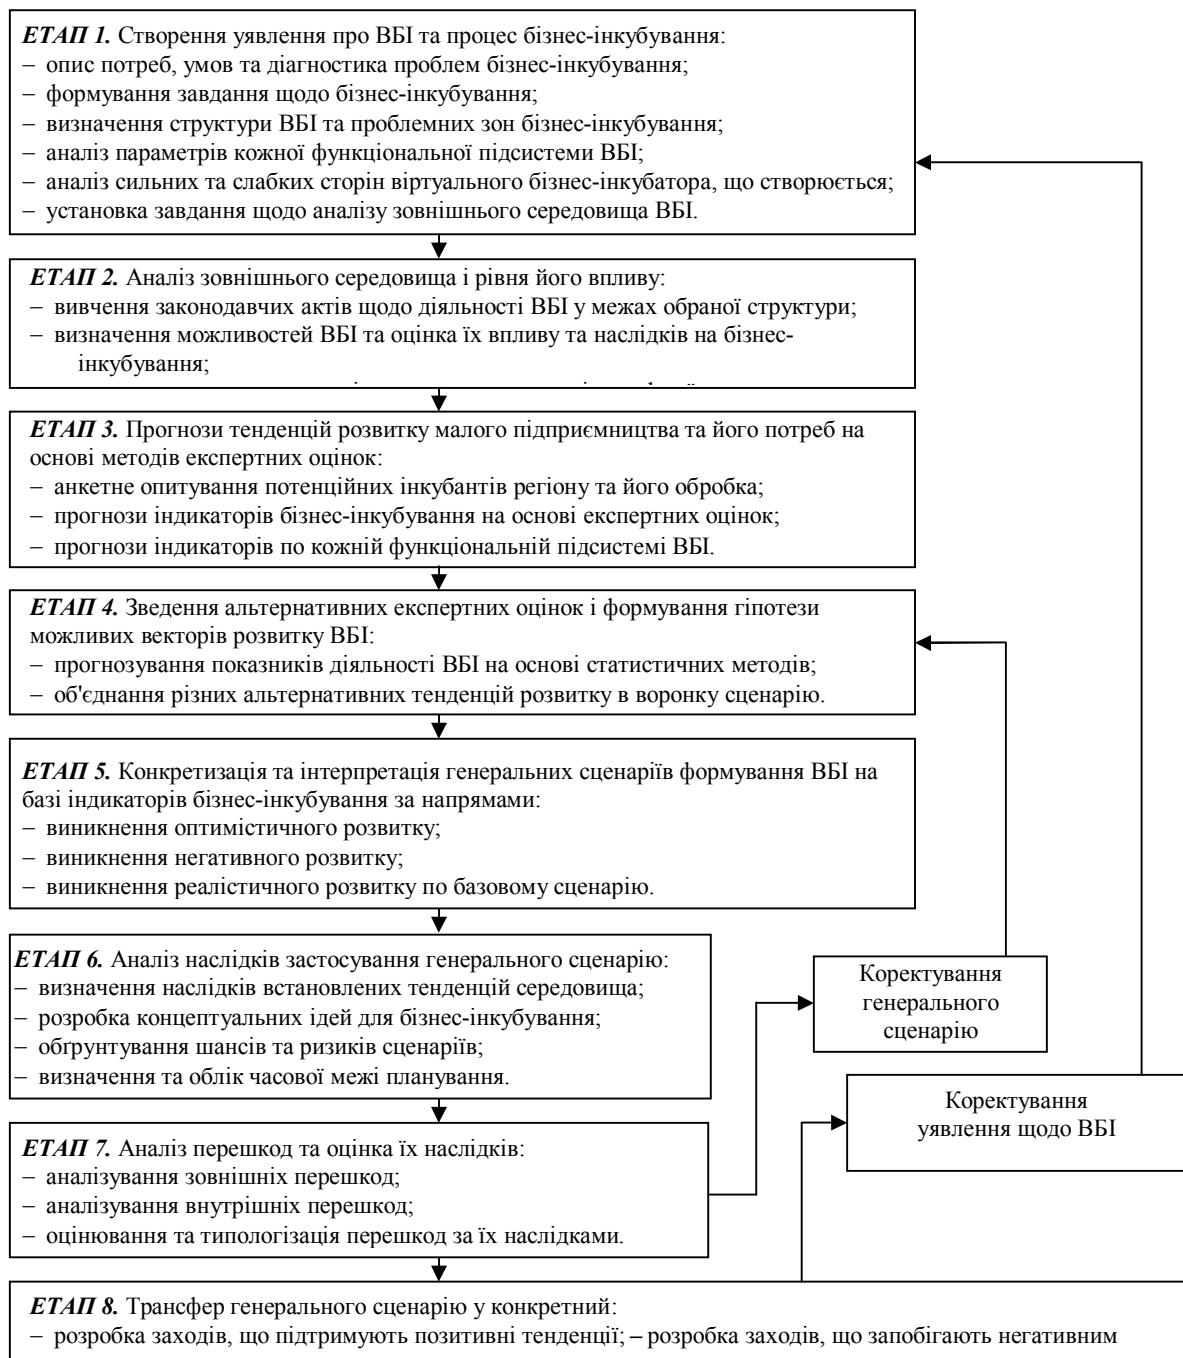 ЕТАП 1. Створення уявлення про ВБІ та процес бізнес-інкубування:
– опис потреб, умов та діагностика проблем бізнес-інкубування;
– формування завдання щодо бізнес-інкубування;
– визначення структури ВБІ та проблемних зон бізнес-інкубування;
– аналіз параметрів кожної функціональної підсистеми ВБІ;
– аналіз сильних та слабких сторін віртуального бізнес-інкубатора, що створюється;
– установка завдання щодо аналізу зовнішнього середовища ВБІ.
ЕТАП 2. Аналіз зовнішнього середовища і рівня його впливу:
– вивчення законодавчих актів щодо діяльності ВБІ у межах обраної структури;
– визначення можливостей ВБІ та оцінка їх впливу та наслідків на бізнес-
інкубування;
ЕТАП 3. Прогнози тенденцій розвитку малого підприємництва та його потреб на
основі методів експертних оцінок:
– анкетне опитування потенційних інкубантів регіону та його обробка;
– прогнози індикаторів бізнес-інкубування на основі експертних оцінок;
– прогнози індикаторів по кожній функціональній підсистемі ВБІ.
ЕТАП 4. Зведення альтернативних експертних оцінок і формування гіпотези
можливих векторів розвитку ВБІ:
– прогнозування показників діяльності ВБІ на основі статистичних методів;
– об'єднання різних альтернативних тенденцій розвитку в воронку сценарію.
ЕТАП 5. Конкретизація та інтерпретація генеральних сценаріїв формування ВБІ на
базі індикаторів бізнес-інкубування за напрямами:
– виникнення оптимістичного розвитку;
– виникнення негативного розвитку;
– виникнення реалістичного розвитку по базовому сценарію.
ЕТАП 6. Аналіз наслідків застосування генерального сценарію:
– визначення наслідків встановлених тенденцій середовища;
– розробка концептуальних ідей для бізнес-інкубування;
– обґрунтування шансів та ризиків сценаріїв;
– визначення та облік часової межі планування.
Коректування
генерального
сценарію
Коректування
уявлення щодо ВБІ
ЕТАП 7. Аналіз перешкод та оцінка їх наслідків:
– аналізування зовнішніх перешкод;
– аналізування внутрішніх перешкод;
– оцінювання та типологізація перешкод за їх наслідками.
ЕТАП 8. Трансфер генерального сценарію у конкретний:
– розробка заходів, що підтримують позитивні тенденції; – розробка заходів, що запобігають негативним